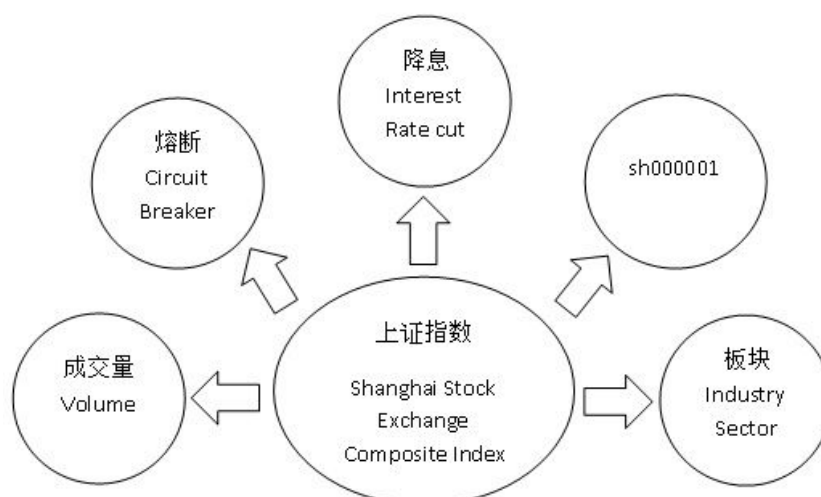 降息
Interest
Rate cut
熔断
Circuit
Breaker
sh000001
上证指数
Shanghai Stock
Exchange
Composite Index
成交量
Volume
板块
Industry
Sector